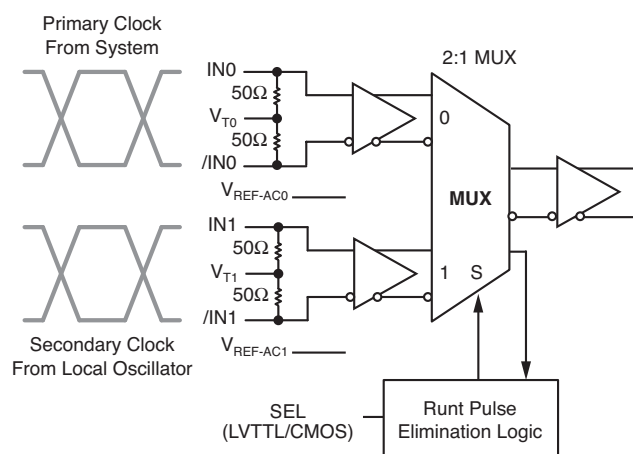 Primary Clock
From System
IN0
50Ω
VT0
50Ω
/IN0
VREF-AC0
2:1 MUX
0
MUX
1
S
IN1
50Ω
VT1
50Ω
/IN1
VREF-AC1
Secondary Clock
From Local Oscillator
SEL
(LVTTL/CMOS)
Runt Pulse
Elimination Logic